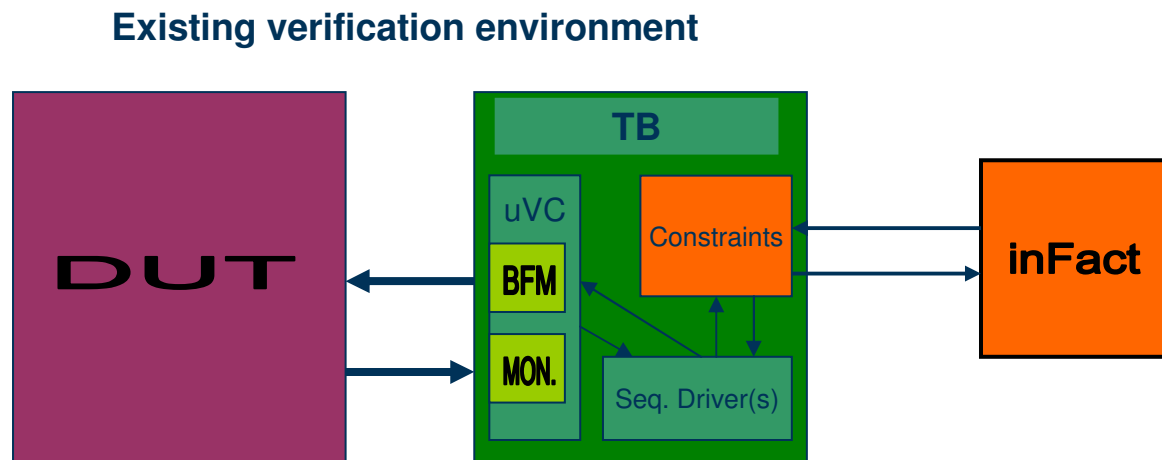 Existing verification environment
DUT
TB
uVC
BFM
MON.
Constraints
Seq. Driver(s)
inFact